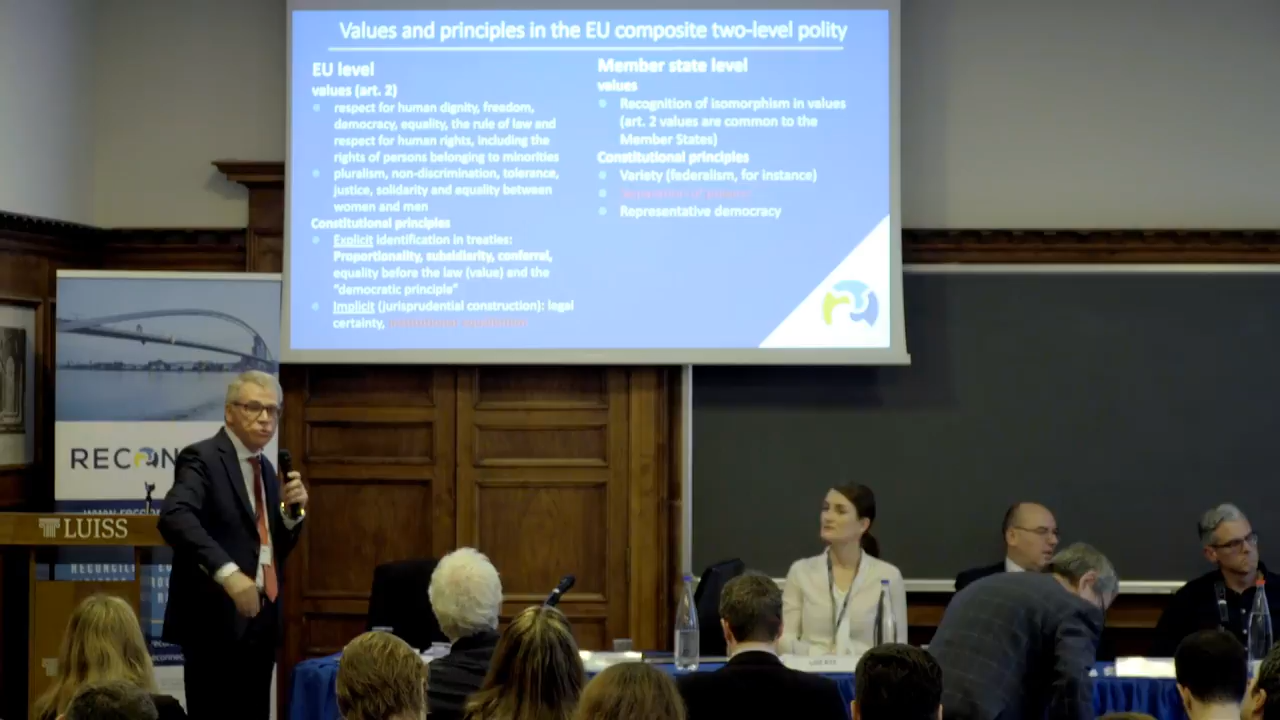 Values and principles in the EU composite two-level polity
EU level
values (art. 2)
respect for human dignity, freedom,
democracy, equality, the rule of law and
respect for human rights, including the
rights of persons belonging to minorities
pluralism, non-discrimination, tolerance,
justice, solidarity and equality between
women and men
Constitutional principles
Explicit identification in treaties:
Proportionality, subsidiarity, conferral,
equality before the law (value) and the
"democratic principle"
Implicit (jurisprudential construction): legal
certainty,
Member state level
values
Recognition of isomorphism in values
(art. 2 values are common to the
Member States)
Constitutional principles
Variety (federalism, for instance)
Representative democracy
RECON
LUISS